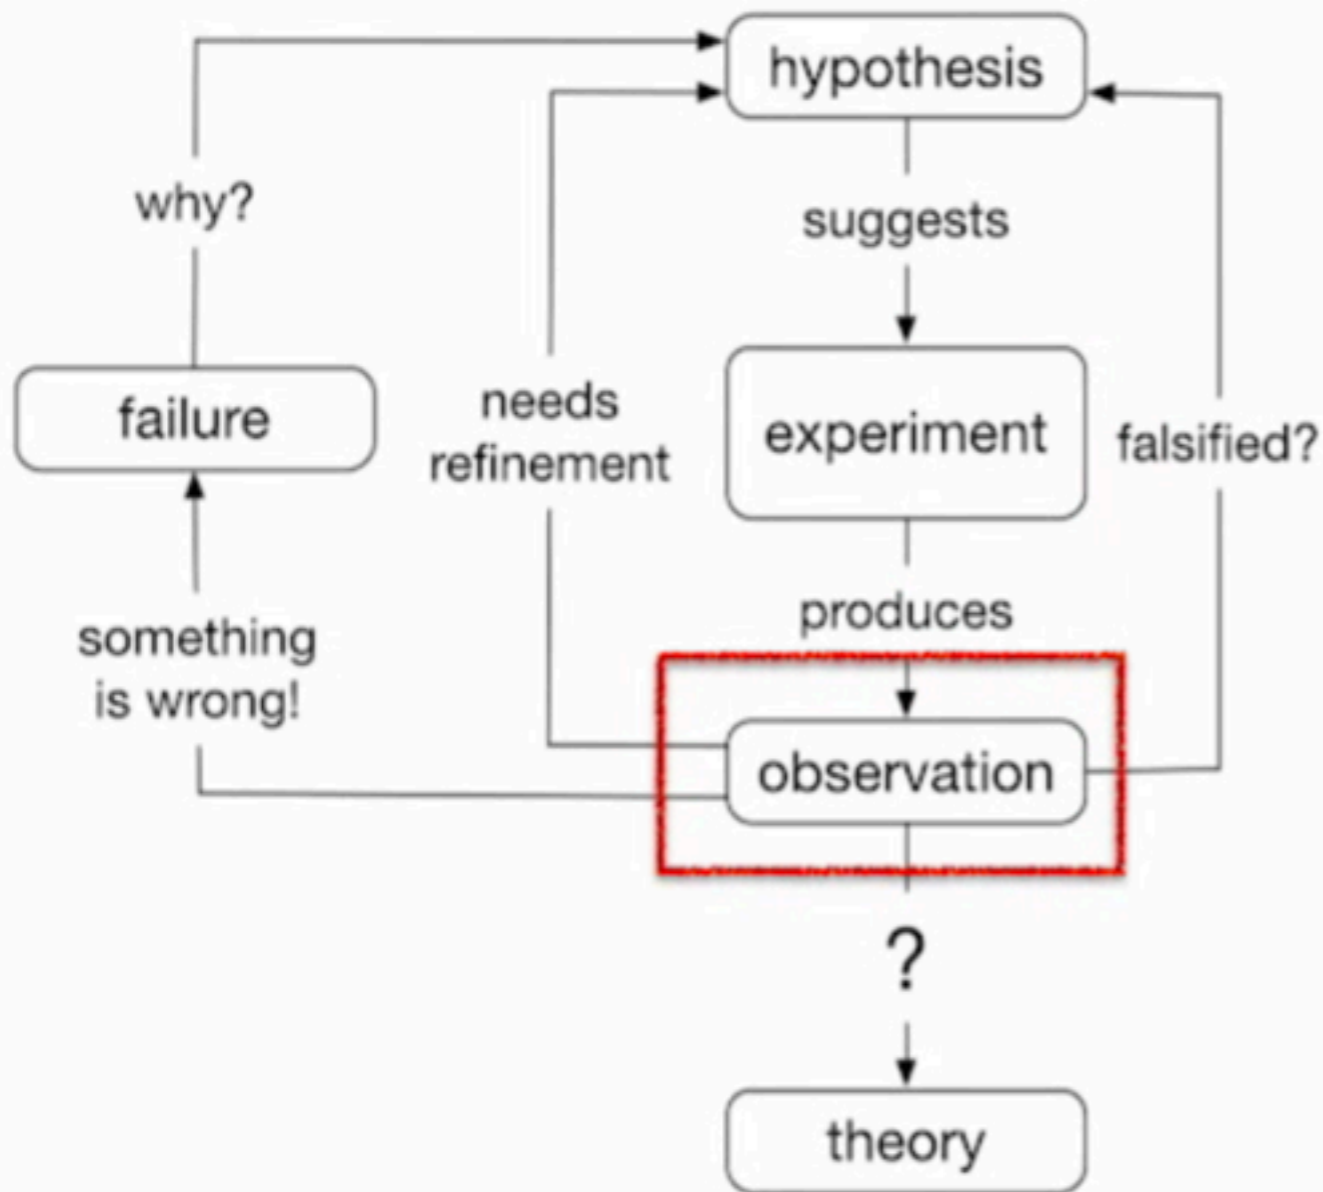 hypothesis
why?
suggests
failure
needs
refinement
experiment
falsified?
produces
something
is wrong!
observation
?
theory